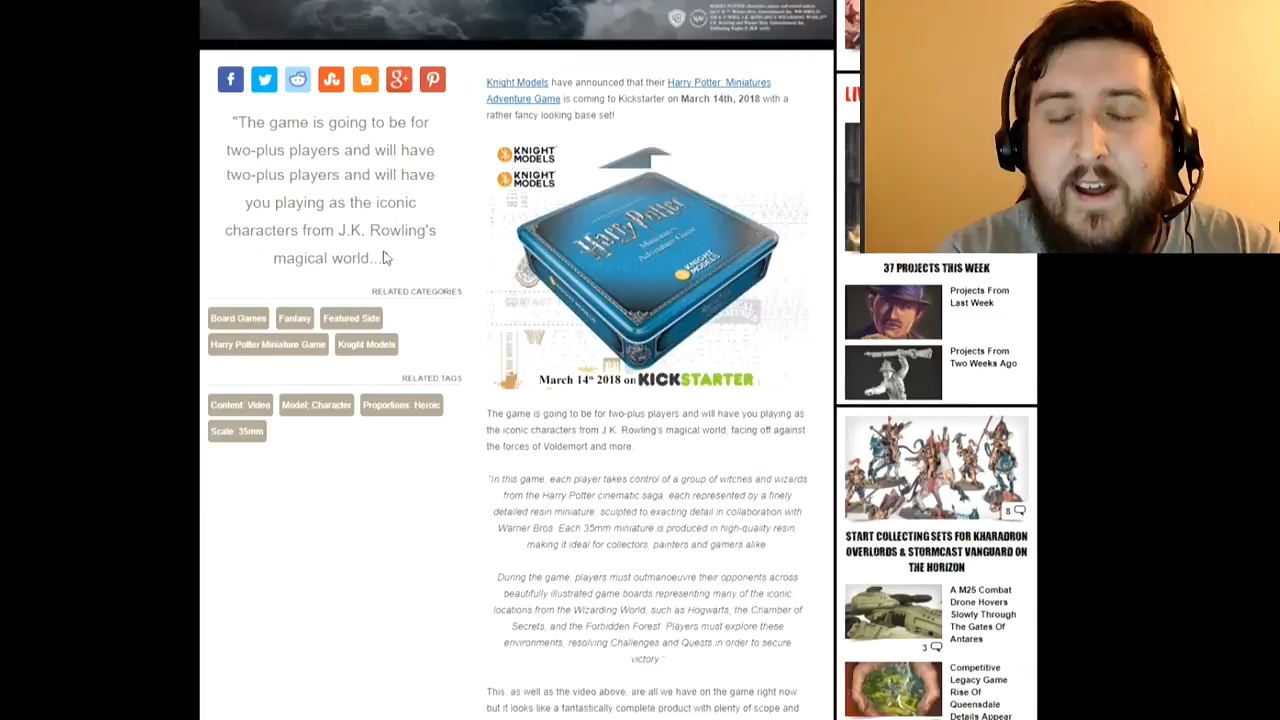 "The game is going to be for
two-plus players and will have
two-plus players and will have
you playing as the iconic
characters from J.K. Rowling's
magical world...
RELATED CATEGORIES
Board Games
Fantasy
Featured Side
Harry Potter Miniature Game
Knight Models
RELATED TAGS
Content: Video
Model; Character
Proportions: Heroic
Scale: 35mm
Knight Models have announced that their Harry Potter: Miniatures
Adventure Game is coming to Kickstarter on March 14th, 2018 with a
rather fancy looking base set!
KNIGHT
MODELS
KNIGHT
MODELS
Harry Potter
Miniatures
Adventure Game
KNIGHT
MODELS
March 14th 2018 on KICKSTARTER
The game is going to be for two-plus players and will have you playing as
the iconic characters from J.K. Rowling's magical world, facing off against
the forces of Voldemort and more.
"In this game, each player takes control of a group of witches and wizards
from the Harry Potter cinematic saga, each represented by a finely
detailed resin miniature, sculpted to exacting detail in collaboration with
Warner Bros. Each 35mm miniature is produced in high-quality resin,
making it ideal for collectors, painters and gamers alike
During the game, players must outmanoeuvre their opponents across
beautifully illustrated game boards representing many of the iconic
locations from the Wizarding World, such as Hogwarts, the Chamber of
Secrets, and the Forbidden Forest. Players must explore these
environments, resolving Challenges and Quests in order to secure
victory."
This, as well as the video above, are all we have on the game right now
but it looks like a fantastically complete product with plenty of scope and
37 PROJECTS THIS WEEK
Projects From
Last Week
Projects From
Two Weeks Ago
8
START COLLECTING SETS FOR KHARADRON
OVERLORDS & STORMCAST VANGUARD ON
THE HORIZON
A M25 Combat
Drone Hovers
Slowly Through
The Gates Of
Antares
3
Competitive
Legacy Game
Rise Of
Queensdale
Details Appear